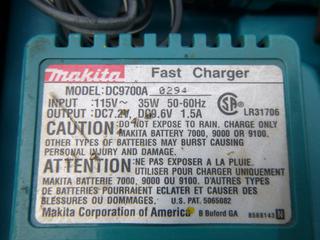 makita Fast Charger
MODEL: DC9700A 0294
INPUT : 115V~ 35W 50-60Hz
OUTPUT : DC7.2V, DC9.6V 1.5A
LR31706
CAUTION : DO NOT EXPOSE TO RAIN, CHARGE ONLY
MAKITA BATTERY 7000, 9000 OR 9100.
OTHER TYPES OF BATTERIES MAY BURST CAUSING
PERSONAL INJURY AND DAMAGE.
ATTENTION : NE PAS EXPOSER A LA PLUIE.
UTILISER POUR CHARGER UNIQUEMENT
MAKITA BATTERIE 7000, 9000 OU 9100. D'AUTRES TYPES
DE BATTERIES POURRAIENT ECLATER ET CAUSER DES
BLESSURES OU DOMMAGES. U.S. PAT. 5065082
Makita Corporation of America 8 Buford GA 8588143 N